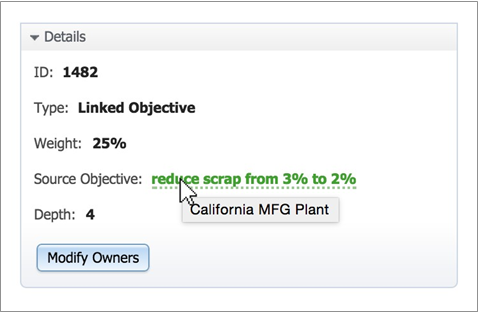 Details
ID: 1482
Type: Linked Objective
Weight: 25%
Source Objective: reduce scrap from 3% to 2%
California MFG Plant
Depth: 4
Modify Owners